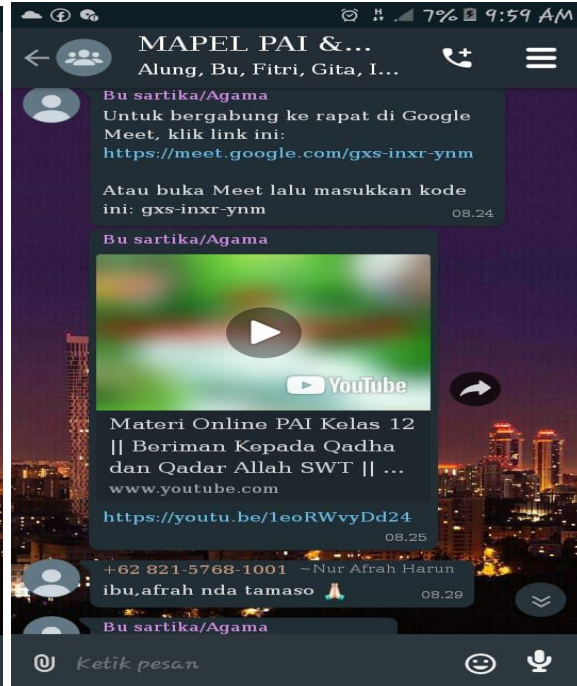 7% 9:59 AM
MAPEL PAI &...
Alung, Bu, Fitri, Gita, I...
Bu sartika/Agama
Untuk bergabung ke rapat di Google
Meet, klik link ini:
https://meet.google.com/gxs-inxr-ynm
Atau buka Meet lalu masukkan kode
ini: gxs-inxr-ynm
08.24
Bu sartika/Agama
YouTube
Materi Online PAI Kelas 12
|| Beriman Kepada Qadha
dan Qadar Allah SWT || ...
www.youtube.com
https://youtu.be/1eoRWvyDd24
08.25
+62 821-5768-1001 ~Nur Afrah Harun
ibu,afrah nda tamaso 🙏🏻
08.29
Bu sartika/Agama
Ketik pesan